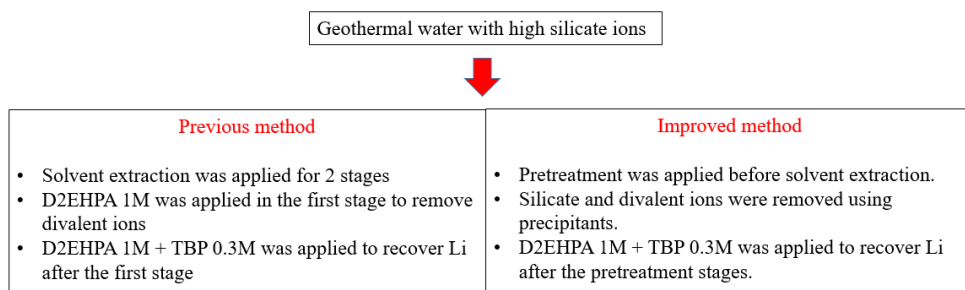 Geothermal water with high silicate ions
Previous method
• Solvent extraction was applied for 2 stages
• D2EHPA 1M was applied in the first stage to remove
divalent ions
• D2EHPA 1M + TBP 0.3M was applied to recover Li
after the first stage
Improved method
• Pretreatment was applied before solvent extraction.
• Silicate and divalent ions were removed using
precipitants.
• D2EHPA 1M + TBP 0.3M was applied to recover Li
after the pretreatment stages.